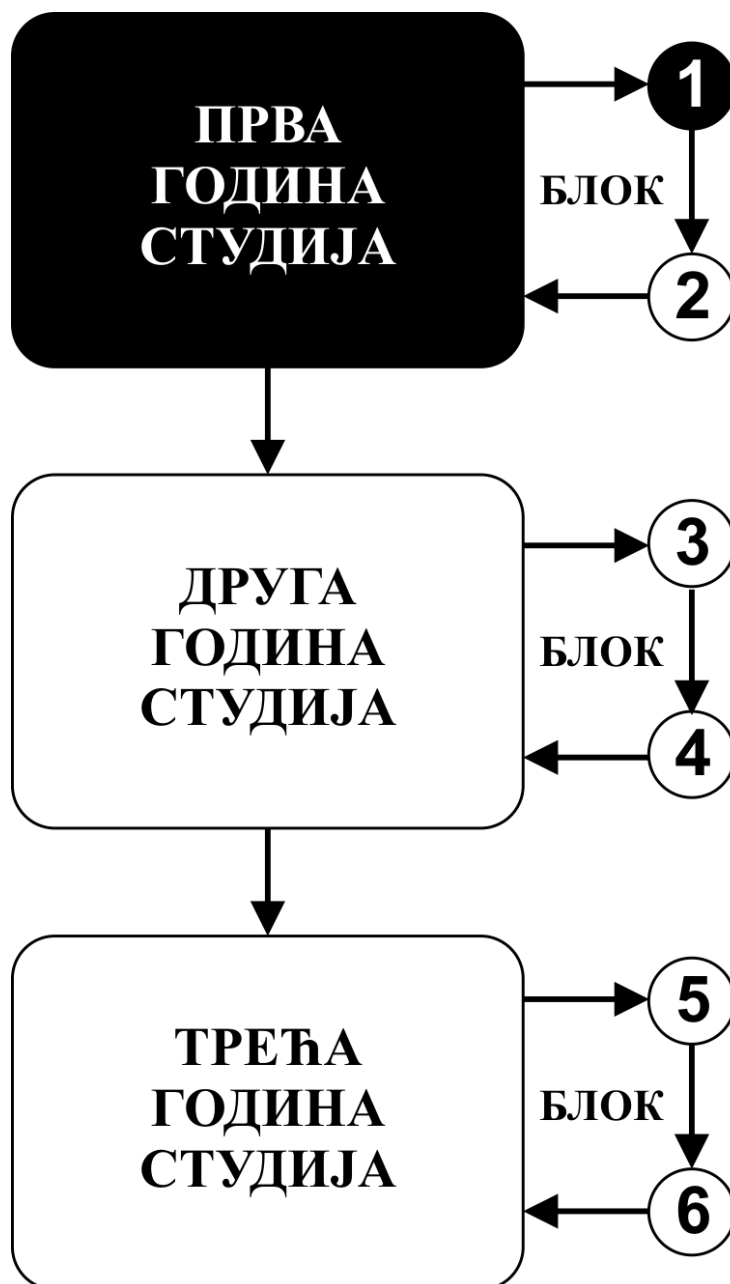 ПРВА
ГОДИНА
СТУДИЈА
1
БЛОК
2
ДРУГА
ГОДИНА
СТУДИЈА
3
БЛОК
4
ТРЕЋА
ГОДИНА
СТУДИЈА
5
БЛОК
6